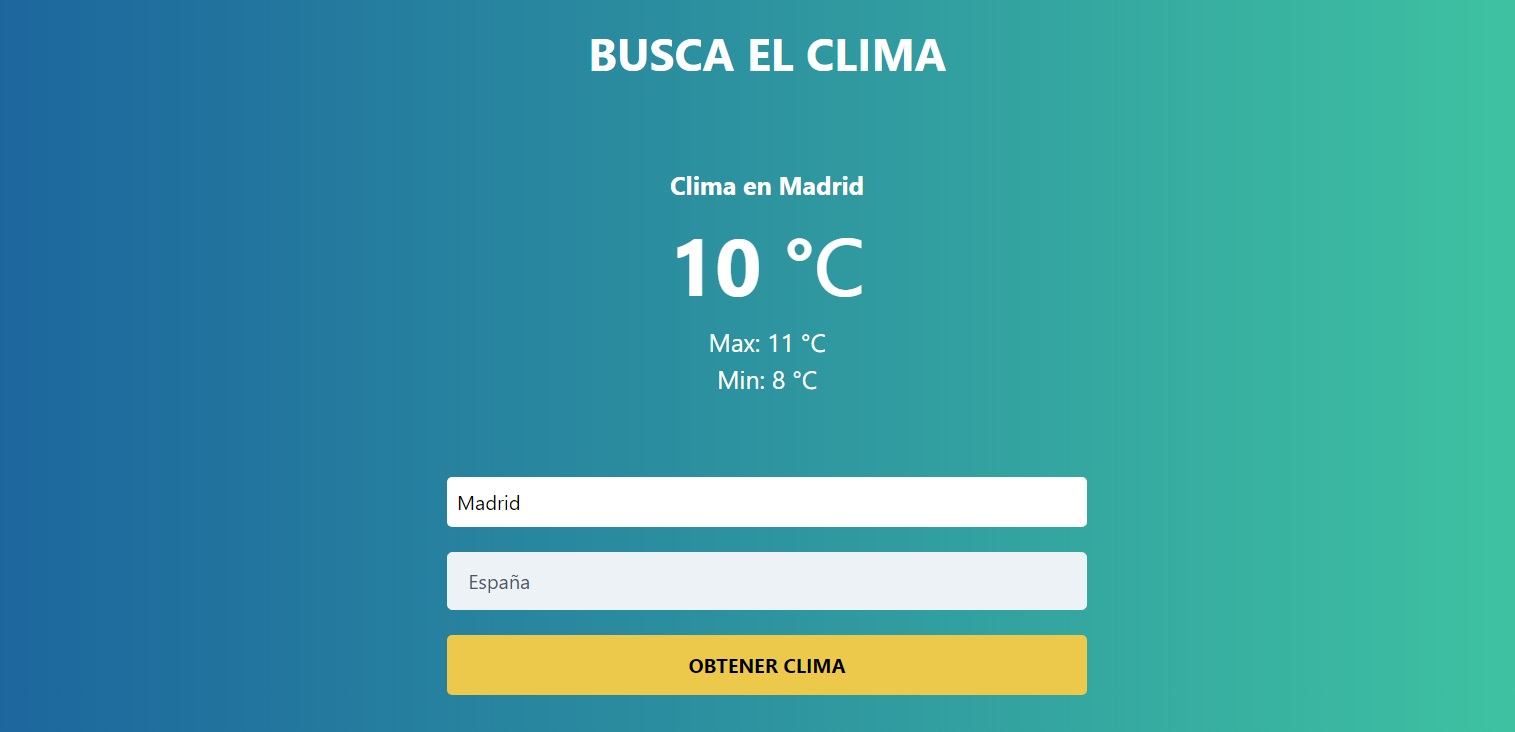 BUSCA EL CLIMA
Clima en Madrid
10 °C
Max: 11 °C
Min: 8 °C
Madrid
España
OBTENER CLIMA